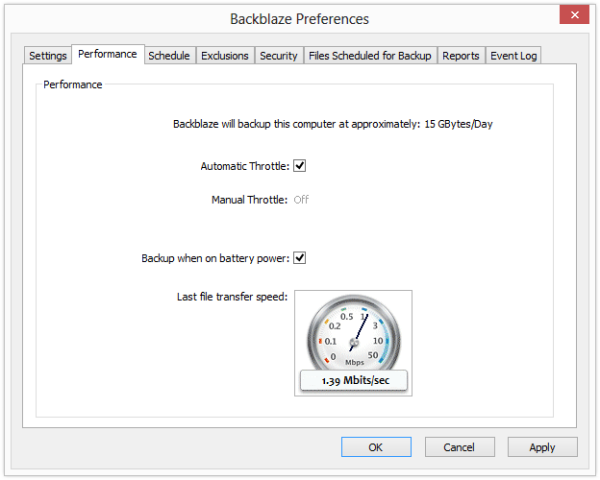 Backblaze Preferences
Settings Performance Schedule Exclusions Security Files Scheduled for Backup Reports Event Log
Performance
Backblaze will backup this computer at approximately: 15 GBytes/Day
Automatic Throttle:
Manual Throttle: Off
Backup when on battery power:
Last file transfer speed:
0.5 1
0.2 3
0.1 10
0 50
Mbps
1.39 Mbits/sec
OK Cancel Apply